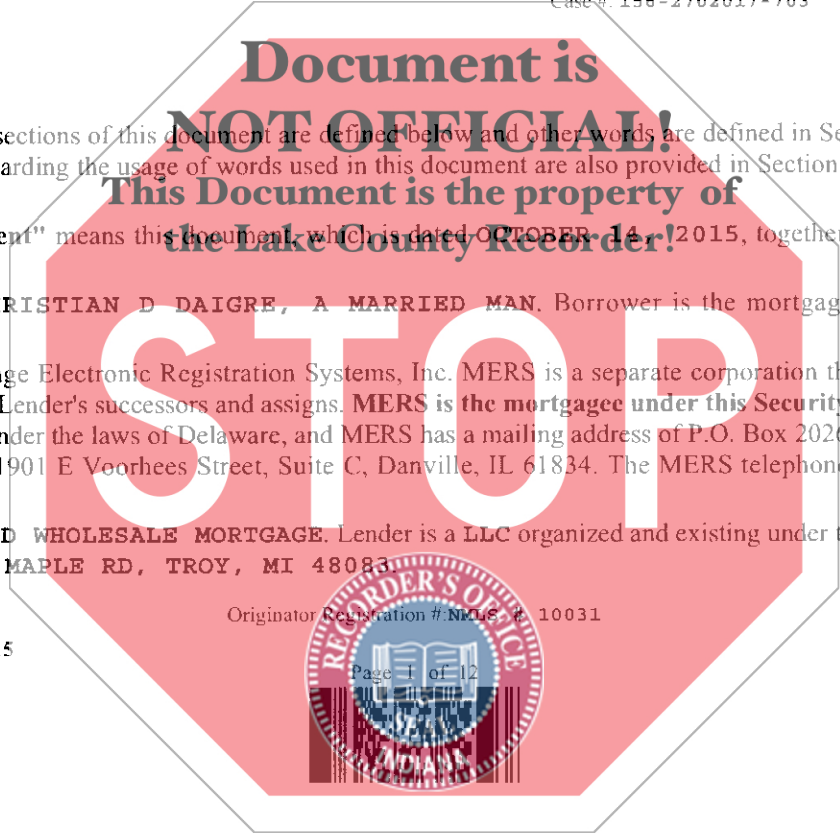 Case #: 156-2702017-703
Document is
NOT OFFICIAL!
sections of this document are defined below and other words are defined in Se
arding the usage of words used in this document are also provided in Section
This Document is the property of
the Lake County Recorder!
ent" means this document, which is dated OCTOBER 14, 2015, together
RISTIAN D DAIGRE, A MARRIED MAN. Borrower is the mortgag
ge Electronic Registration Systems, Inc. MERS is a separate corporation th
Lender's successors and assigns. MERS is the mortgagee under this Security
nder the laws of Delaware, and MERS has a mailing address of P.O. Box 2026
1901 E Voorhees Street, Suite C, Danville, IL 61834. The MERS telephone
STOP
D WHOLESALE MORTGAGE. Lender is a LLC organized and existing under t
MAPLE RD, TROY, MI 48083.
RECORDER'S OFFICE
Originator Registration #:NMLS # 10031
5
Page 1 of 12
SEAL
INDIANA